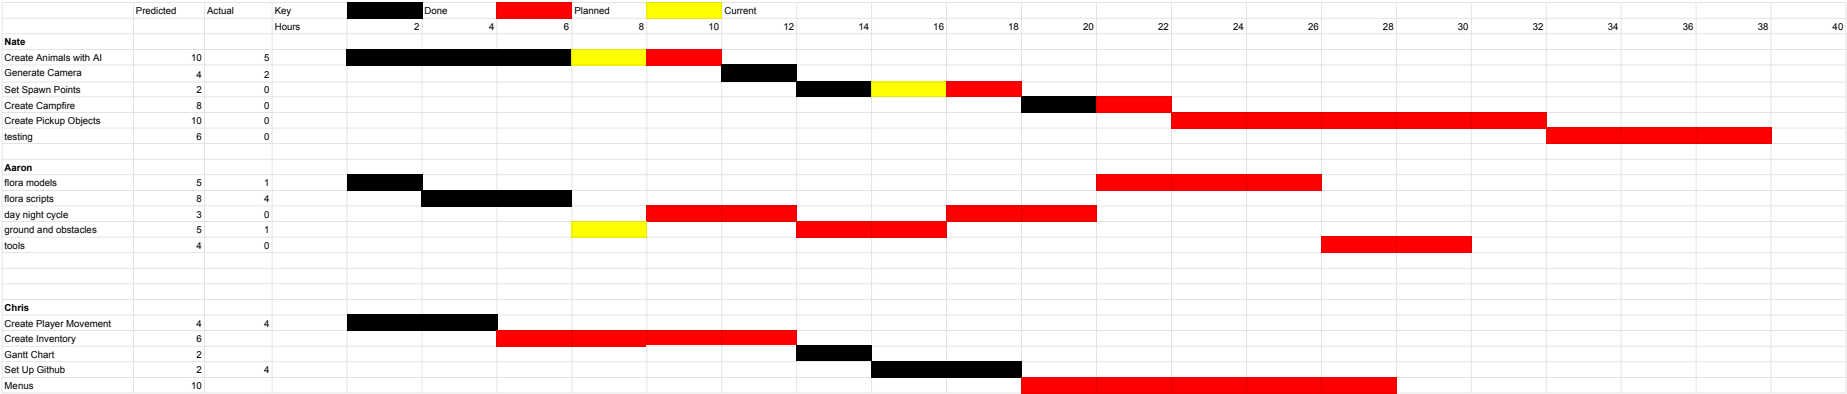 Predicted Actual Key Done Planned Current
Hours 2 4 6 8 10 12 14 16 18 20 22 24 26 28 30 32 34 36 38 40
Nate
Create Animals with AI 10 5
Generate Camera 4 2
Set Spawn Points 2 0
Create Campfire 8 0
Create Pickup Objects 10 0
testing 6 0
Aaron
flora models 5 1
flora scripts 8 4
day night cycle 3 0
ground and obstacles 5 1
tools 4 0
Chris
Create Player Movement 4 4
Create Inventory 6
Gantt Chart 2
Set Up Github 2 4
Menus 10